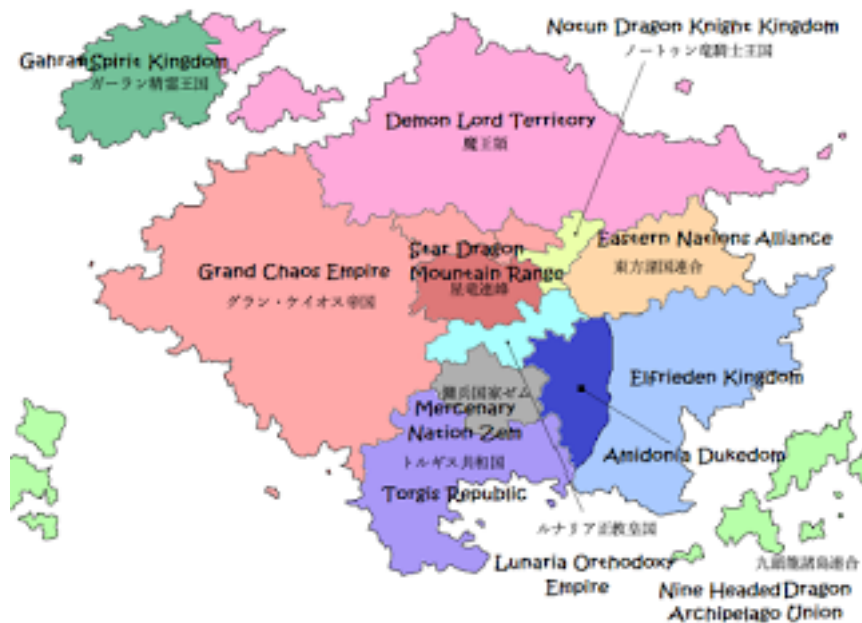 Notun Dragon Knight Kingdom
ノートゥン竜騎士王国
Gahran Spirit Kingdom
ガーラン精霊王国
Demon Lord Territory
魔王領
Star Dragon
Mountain Range
星竜連峰
Eastern Nations Alliance
東方諸国連合
Grand Chaos Empire
グラン・ケイオス帝国
Elfrieden Kingdom
傭兵国家ゼム
Mercenary
Nation Zem
Amidonia Dukedom
トルギス共和国
Torgis Republic
ルナリア正教皇国
Lunaria Orthodoxy
Empire
九頭龍諸島連合
Nine Headed Dragon
Archipelago Union